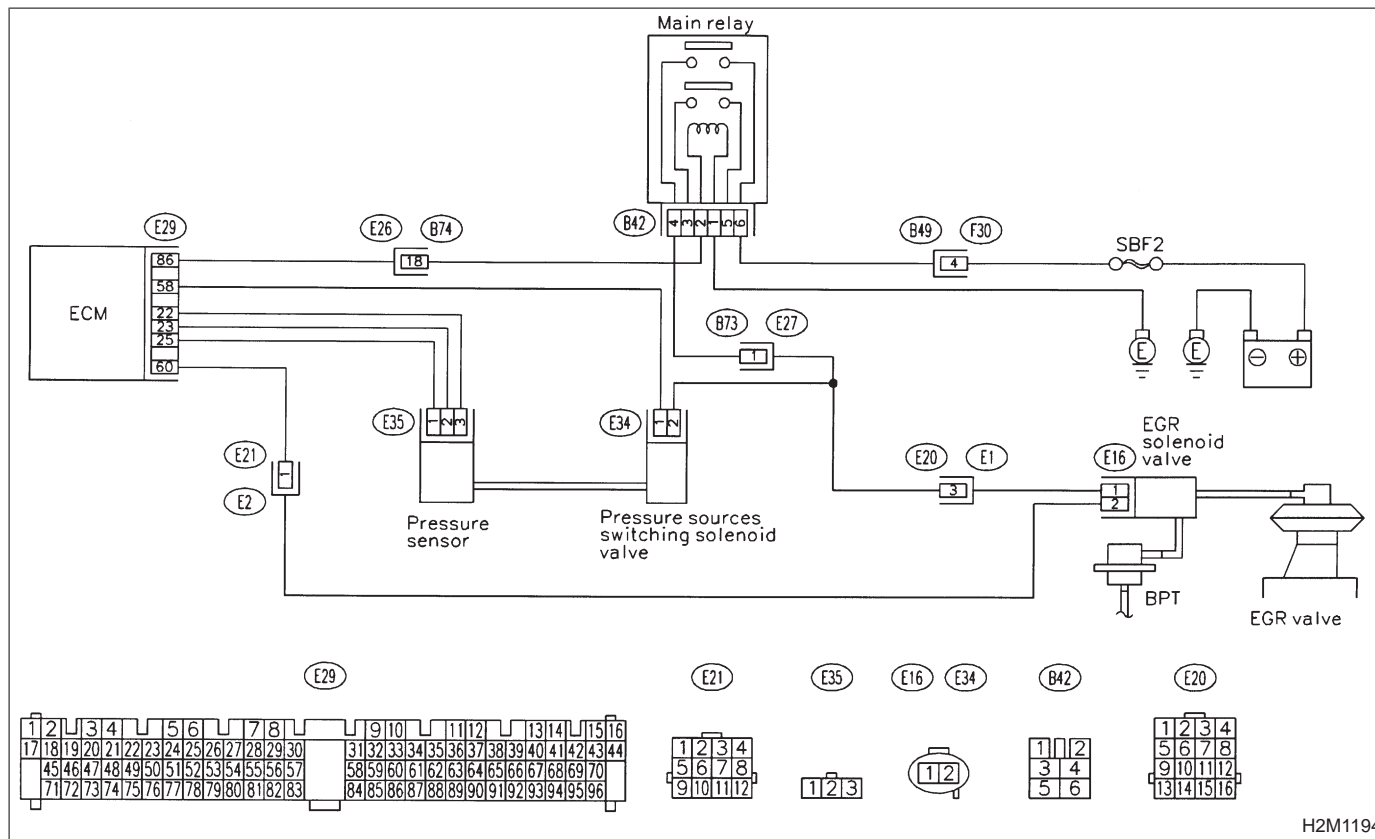 Main relay
4 3 2 1 5 6
B42
E29
E26 B74
B49 F30
SBF2
86
18
4
58
ECM
22
23
25
60
B73 E27
1
E E
− +
E35
1 2 3
E34
1 2
EGR
solenoid
valve
E21
1
E2
E20 E1
3
E16
1
2
Pressure
sensor
Pressure sources
switching solenoid
valve
BPT
EGR valve
E29
E21
E35
E16 E34
B42
E20
1 2 3 4 5 6 7 8 9 10 11 12 13 14 15 16
17 18 19 20 21 22 23 24 25 26 27 28 29 30 31 32 33 34 35 36 37 38 39 40 41 42 43 44
45 46 47 48 49 50 51 52 53 54 55 56 57 58 59 60 61 62 63 64 65 66 67 68 69 70
71 72 73 74 75 76 77 78 79 80 81 82 83 84 85 86 87 88 89 90 91 92 93 94 95 96
1 2 3 4
5 6 7 8
9 10 11 12
1 2 3
1 2
1 2
3 4
5 6
1 2 3 4
5 6 7 8
9 10 11 12
13 14 15 16
H2M1194